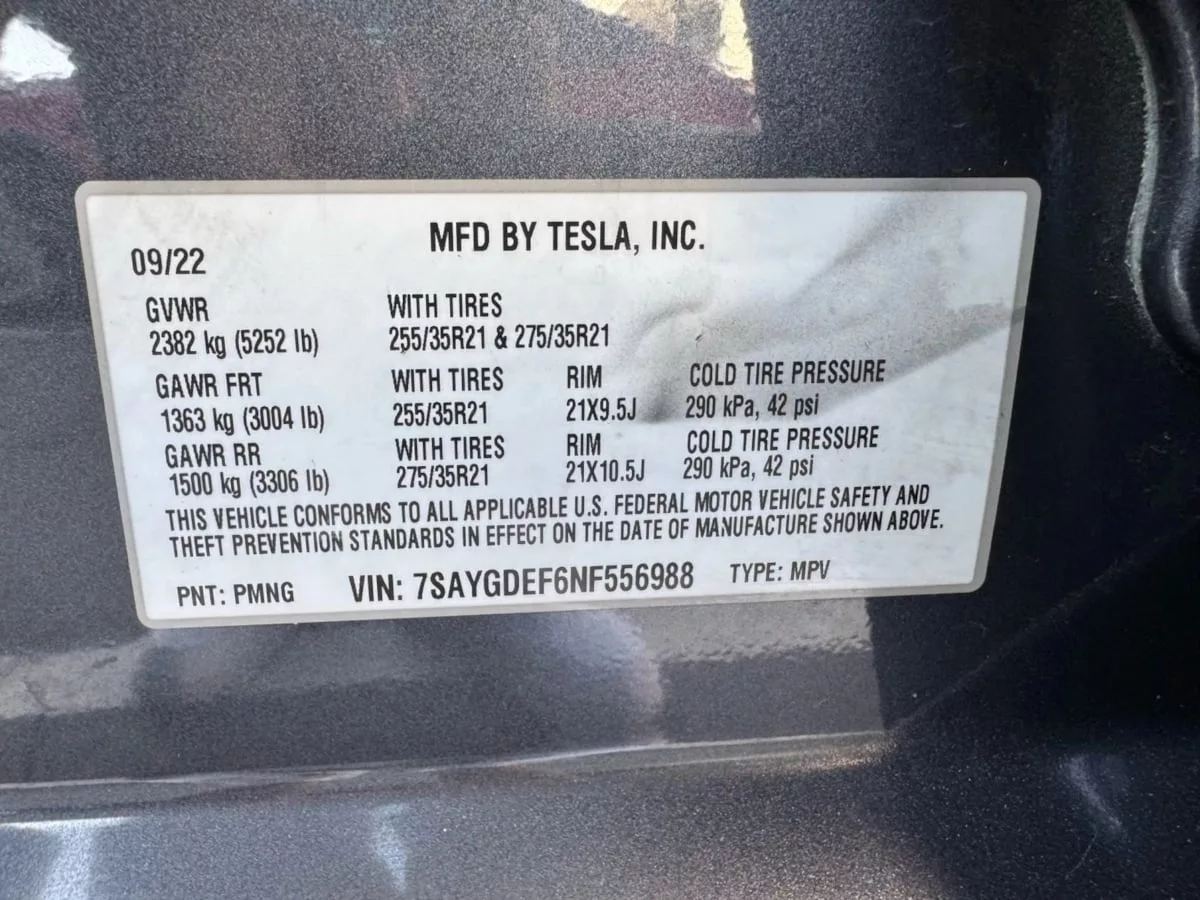 MFD BY TESLA, INC.
09/22
GVWR WITH TIRES
2382 kg (5252 lb) 255/35R21 & 275/35R21
GAWR FRT WITH TIRES RIM COLD TIRE PRESSURE
1363 kg (3004 lb) 255/35R21 21X9.5J 290 kPa, 42 psi
GAWR RR WITH TIRES RIM COLD TIRE PRESSURE
1500 kg (3306 lb) 275/35R21 21X10.5J 290 kPa, 42 psi
THIS VEHICLE CONFORMS TO ALL APPLICABLE U.S. FEDERAL MOTOR VEHICLE SAFETY AND
THEFT PREVENTION STANDARDS IN EFFECT ON THE DATE OF MANUFACTURE SHOWN ABOVE.
PNT: PMNG VIN: 7SAYGDEF6NF556988 TYPE: MPV